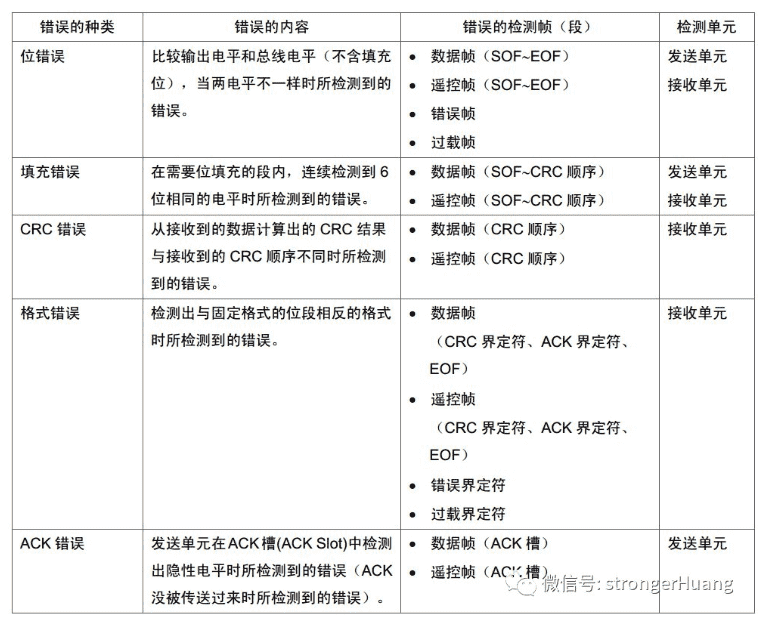 错误的种类 错误的内容 错误的检测帧（段） 检测单元
位错误 比较输出电平和总线电平（不含填充 ● 数据帧（SOF~EOF） 发送单元
位），当两电平不一样时所检测到的 ● 遥控帧（SOF~EOF） 接收单元
错误。 ● 错误帧
● 过载帧
填充错误 在需要位填充的段内，连续检测到 6 ● 数据帧（SOF~CRC 顺序） 发送单元
位相同的电平时所检测到的错误。 ● 遥控帧（SOF~CRC 顺序） 接收单元
CRC 错误 从接收到的数据计算出的 CRC 结果 ● 数据帧（CRC 顺序） 接收单元
与接收到的 CRC 顺序不同时所检测 ● 遥控帧（CRC 顺序）
到的错误。
格式错误 检测出与固定格式的位段相反的格式 ● 数据帧 接收单元
时所检测到的错误。 （CRC 界定符、ACK 界定符、
EOF）
● 遥控帧
（CRC 界定符、ACK 界定符、
EOF）
● 错误界定符
● 过载界定符
ACK 错误 发送单元在 ACK 槽(ACK Slot)中检测 ● 数据帧（ACK 槽） 发送单元
出隐性电平时所检测到的错误（ACK ● 遥控帧（ACK 槽）
没被传送过来时所检测到的错误）。
微信号: strongerHuang